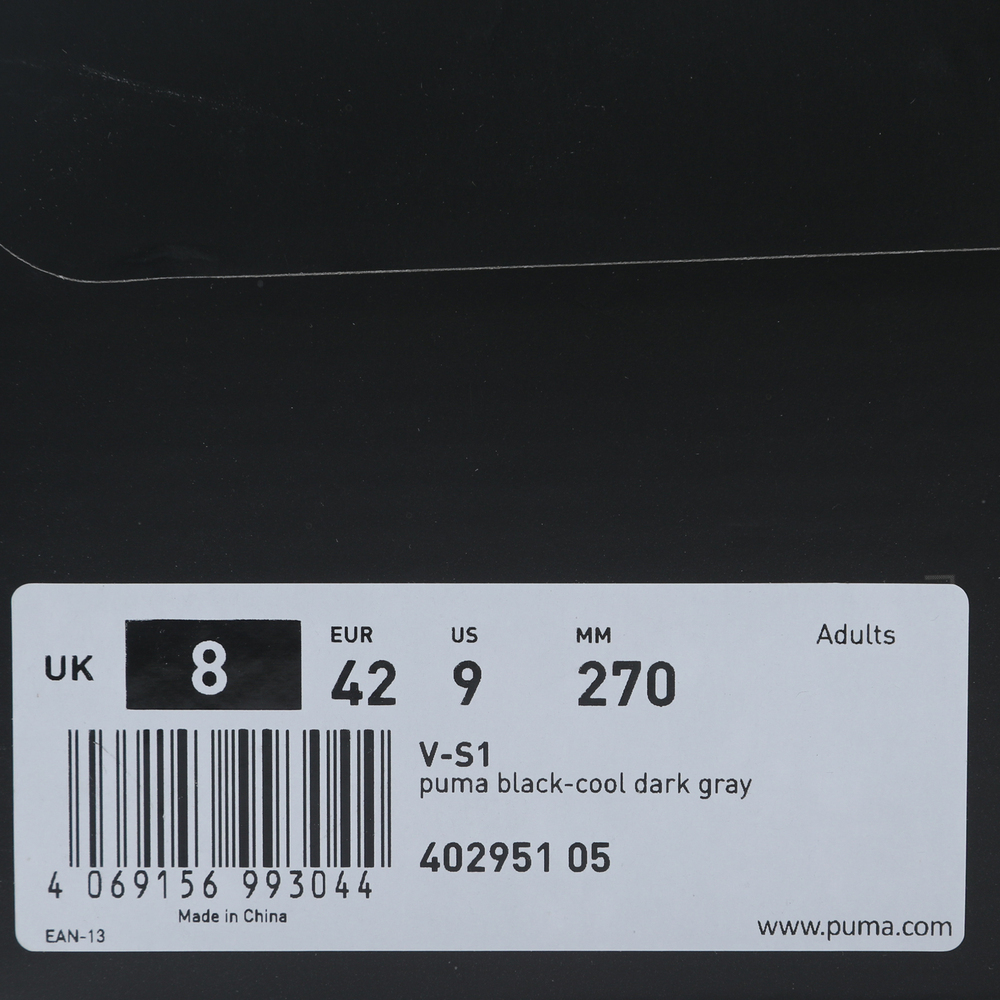 UK 8
EUR 42
US 9
MM 270
Adults
V-S1
puma black-cool dark gray
402951 05
4 069156 993044
Made in China
EAN-13
www.puma.com